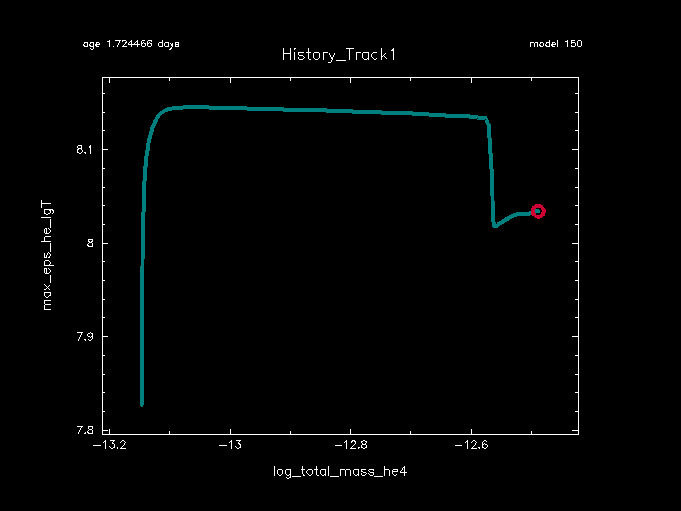 age 1.724466 days
model 150
History_Track1
max_eps_he_lgT
8.1
8
7.9
7.8
−13.2
−13
−12.8
−12.6
log_total_mass_he4